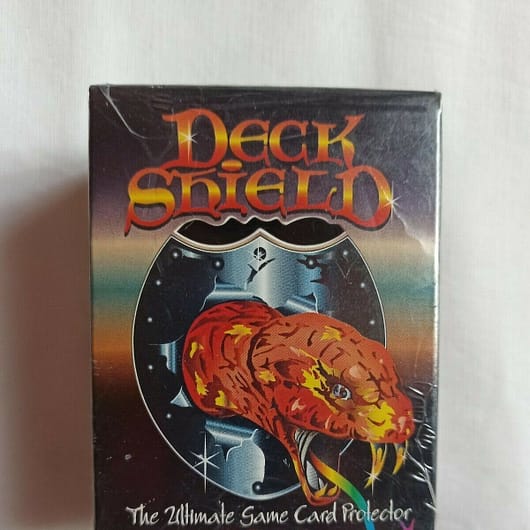 DECK
SHIELD
The Ultimate Game Card Protector